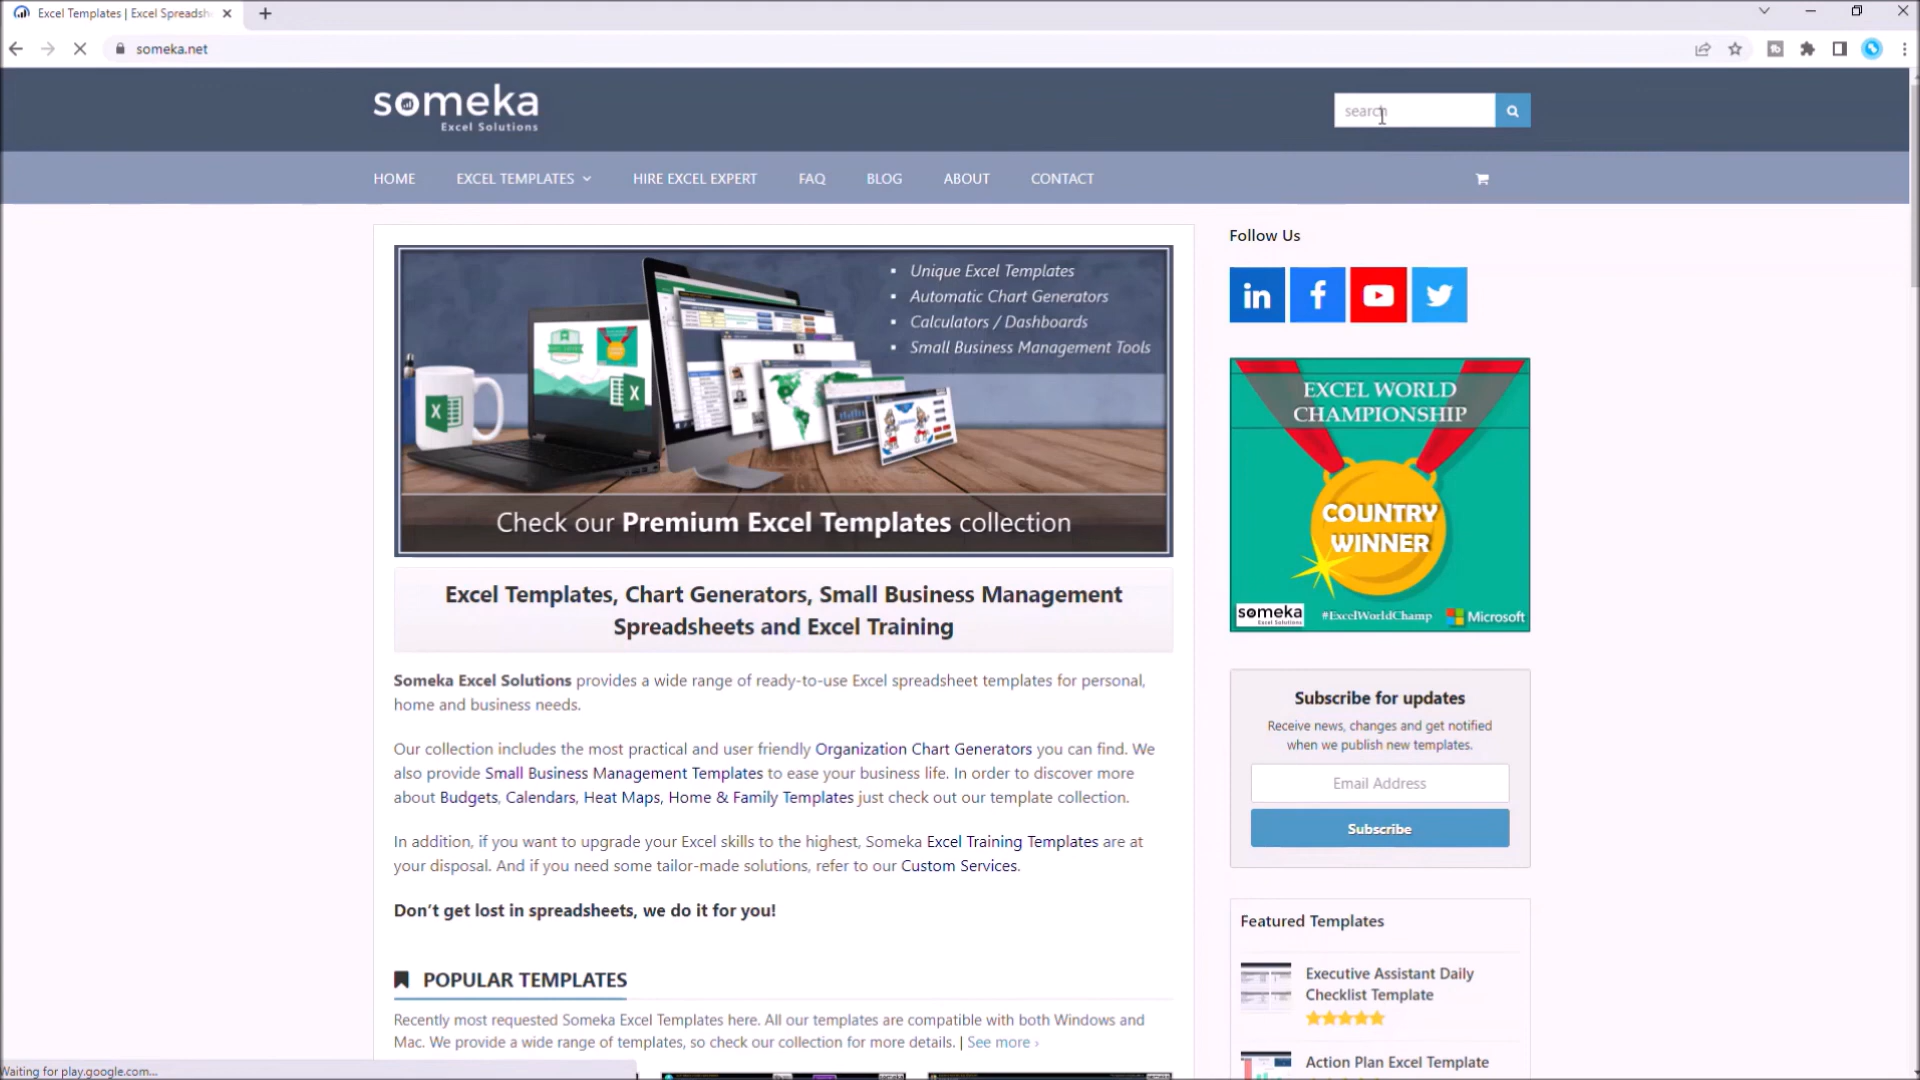 Excel Templates | Excel Spreadsh
someka.net
someka
Excel Solutions
search
HOME
EXCEL TEMPLATES
HIRE EXCEL EXPERT
FAQ
BLOG
ABOUT
CONTACT
Unique Excel Templates
Automatic Chart Generators
Calculators / Dashboards
Small Business Management Tools
Check our Premium Excel Templates collection
Excel Templates, Chart Generators, Small Business Management
Spreadsheets and Excel Training
Someka Excel Solutions provides a wide range of ready-to-use Excel spreadsheet templates for personal,
home and business needs.
Our collection includes the most practical and user friendly Organization Chart Generators you can find. We
also provide Small Business Management Templates to ease your business life. In order to discover more
about Budgets, Calendars, Heat Maps, Home & Family Templates just check out our template collection.
In addition, if you want to upgrade your Excel skills to the highest, Someka Excel Training Templates are at
your disposal. And if you need some tailor-made solutions, refer to our Custom Services.
Don’t get lost in spreadsheets, we do it for you!
POPULAR TEMPLATES
Recently most requested Someka Excel Templates here. All our templates are compatible with both Windows and
Mac. We provide a wide range of templates, so check our collection for more details. | See more ›
Follow Us
EXCEL WORLD
CHAMPIONSHIP
COUNTRY
WINNER
someka
Excel Solutions
#ExcelWorldChamp
Microsoft
Subscribe for updates
Receive news, changes and get notified
when we publish new templates.
Email Address
Subscribe
Featured Templates
Executive Assistant Daily
Checklist Template
Action Plan Excel Template
Waiting for play.google.com...